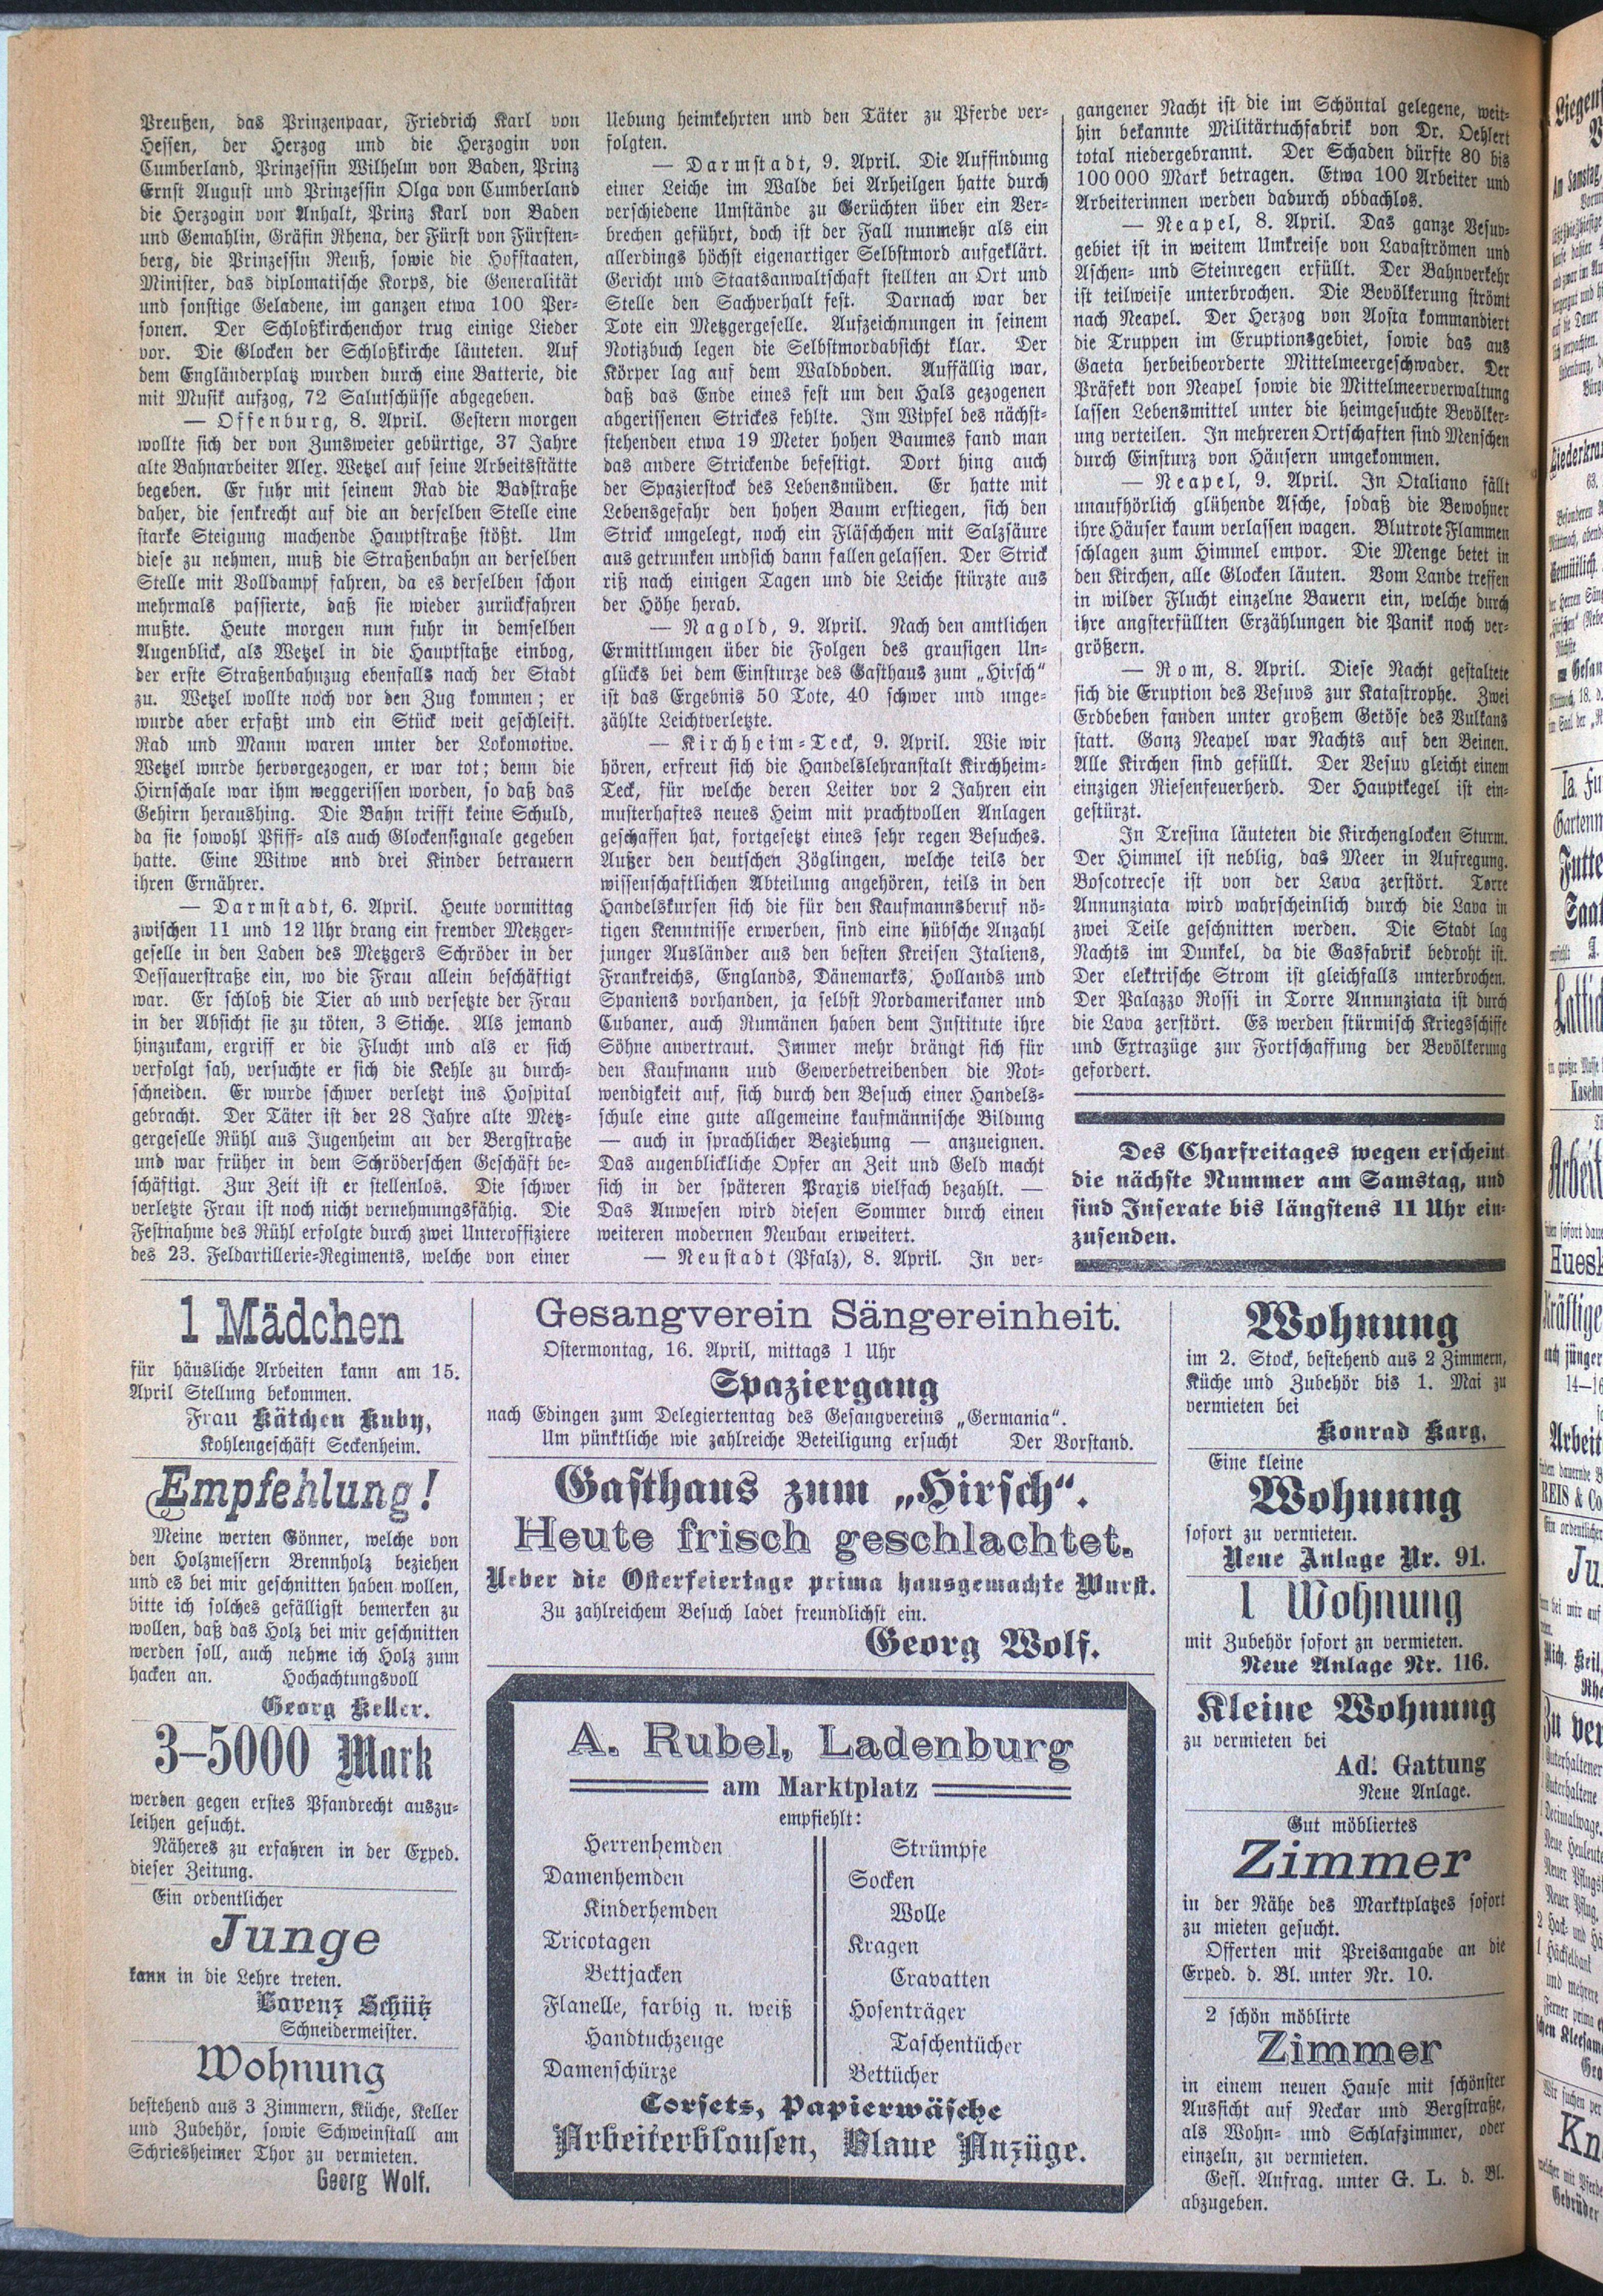 Preußen, das Prinzenpaar, Friedrich Karl von
Hessen, der Herzog und die Herzogin von
Cumberland, Prinzessin Wilhelm von Baden, Prinz
Ernst August und Prinzessin Olga von Cumberland
die Herzogin von Anhalt, Prinz Karl von Baden
und Gemahlin, Gräfin Rhena, der Fürst von Fürsten-
berg, die Prinzessin Reuß, sowie die Hofstaaten,
Minister, das diplomatische Korps, die Generalität
und sonstige Geladene, im ganzen etwa 100 Per-
sonen. Der Schloßkirchenchor trug einige Lieder
vor. Die Glocken der Schloßkirche läuteten. Auf
dem Engländerplatz wurden durch eine Batterie, die
mit Musik aufzog, 72 Salutschüsse abgegeben.
— Offenburg, 8. April. Gestern morgen
wollte sich der von Zunsweier gebürtige, 37 Jahre
alte Bahnarbeiter Alex. Wetzel auf seine Arbeitsstätte
begeben. Er fuhr mit seinem Rad die Badstraße
daher, die senkrecht auf die an derselben Stelle eine
starke Steigung machende Hauptstraße stößt. Um
diese zu nehmen, muß die Straßenbahn an derselben
Stelle mit Volldampf fahren, da es derselben schon
mehrmals passierte, daß sie wieder zurückfahren
mußte. Heute morgen nun fuhr in demselben
Augenblick, als Wetzel in die Hauptstaße einbog,
der erste Straßenbahnzug ebenfalls nach der Stadt
zu. Wetzel wollte noch vor den Zug kommen; er
wurde aber erfaßt und ein Stück weit geschleift.
Rad und Mann waren unter der Lokomotive.
Wetzel wurde hervorgezogen, er war tot; denn die
Hirnschale war ihm weggerissen worden, so daß das
Gehirn heraushing. Die Bahn trifft keine Schuld,
da sie sowohl Pfiff- als auch Glockensignale gegeben
hatte. Eine Witwe und drei Kinder betrauern
ihren Ernährer.
— Darmstadt, 6. April. Heute vormittag
zwischen 11 und 12 Uhr drang ein fremder Metzger-
geselle in den Laden des Metzgers Schröder in der
Dessauerstraße ein, wo die Frau allein beschäftigt
war. Er schloß die Tier ab und versetzte der Frau
in der Absicht sie zu töten, 3 Stiche. Als jemand
hinzukam, ergriff er die Flucht und als er sich
verfolgt sah, versuchte er sich die Kehle zu durch-
schneiden. Er wurde schwer verletzt ins Hospital
gebracht. Der Täter ist der 28 Jahre alte Metz-
gergeselle Rühl aus Jugenheim an der Bergstraße
und war früher in dem Schröderschen Geschäft be-
schäftigt. Zur Zeit ist er stellenlos. Die schwer
verletzte Frau ist noch nicht vernehmungsfähig. Die
Festnahme des Rühl erfolgte durch zwei Unteroffiziere
des 23. Feldartillerie-Regiments, welche von einer
Uebung heimkehrten und den Täter zu Pferde ver-
folgten.
— Darmstadt, 9. April. Die Auffindung
einer Leiche im Walde bei Arheilgen hatte durch
verschiedene Umstände zu Gerüchten über ein Ver-
brechen geführt, doch ist der Fall nunmehr als ein
allerdings höchst eigenartiger Selbstmord aufgeklärt.
Gericht und Staatsanwaltschaft stellten an Ort und
Stelle den Sachverhalt fest. Darnach war der
Tote ein Metzgergeselle. Aufzeichnungen in seinem
Notizbuch legen die Selbstmordabsicht klar. Der
Körper lag auf dem Waldboden. Auffällig war,
daß das Ende eines fest um den Hals gezogenen
abgerissenen Strickes fehlte. Im Wipfel des nächst-
stehenden etwa 19 Meter hohen Baumes fand man
das andere Strickende befestigt. Dort hing auch
der Spazierstock des Lebensmüden. Er hatte mit
Lebensgefahr den hohen Baum erstiegen, sich den
Strick umgelegt, noch ein Fläschchen mit Salzsäure
aus getrunken undsich dann fallen gelassen. Der Strick
riß nach einigen Tagen und die Leiche stürzte aus
der Höhe herab.
— Nagold, 9. April. Nach den amtlichen
Ermittlungen über die Folgen des grausigen Un-
glücks bei dem Einsturze des Gasthaus zum „Hirsch“
ist das Ergebnis 50 Tote, 40 schwer und unge-
zählte Leichtverletzte.
— Kirchheim-Teck, 9. April. Wie wir
hören, erfreut sich die Handelslehranstalt Kirchheim-
Teck, für welche deren Leiter vor 2 Jahren ein
musterhaftes neues Heim mit prachtvollen Anlagen
geschaffen hat, fortgesetzt eines sehr regen Besuches.
Außer den deutschen Zöglingen, welche teils der
wissenschaftlichen Abteilung angehören, teils in den
Handelskursen sich die für den Kaufmannsberuf nö-
tigen Kenntnisse erwerben, sind eine hübsche Anzahl
junger Ausländer aus den besten Kreisen Italiens,
Frankreichs, Englands, Dänemarks, Hollands und
Spaniens vorhanden, ja selbst Nordamerikaner und
Cubaner, auch Rumänen haben dem Institute ihre
Söhne anvertraut. Immer mehr drängt sich für
den Kaufmann und Gewerbetreibenden die Not-
wendigkeit auf, sich durch den Besuch einer Handels-
schule eine gute allgemeine kaufmännische Bildung
— auch in sprachlicher Beziehung — anzueignen.
Das augenblickliche Opfer an Zeit und Geld macht
sich in der späteren Praxis vielfach bezahlt. —
Das Anwesen wird diesen Sommer durch einen
weiteren modernen Neubau erweitert.
— Neustadt (Pfalz), 8. April. In ver-
gangener Nacht ist die im Schöntal gelegene, weit-
hin bekannte Militärtuchfabrik von Dr. Oehlert
total niedergebrannt. Der Schaden dürfte 80 bis
100 000 Mark betragen. Etwa 100 Arbeiter und
Arbeiterinnen werden dadurch obdachlos.
— Neapel, 8. April. Das ganze Vesuv-
gebiet ist in weitem Umkreise von Lavaströmen und
Aschen- und Steinregen erfüllt. Der Bahnverkehr
ist teilweise unterbrochen. Die Bevölkerung strömt
nach Neapel. Der Herzog von Aosta kommandiert
die Truppen im Eruptionsgebiet, sowie das aus
Gaeta herbeibeorderte Mittelmeergeschwader. Der
Präfekt von Neapel sowie die Mittelmeerverwaltung
lassen Lebensmittel unter die heimgesuchte Bevölker-
ung verteilen. In mehreren Ortschaften sind Menschen
durch Einsturz von Häusern umgekommen.
— Neapel, 9. April. In Otaliano fällt
unaufhörlich glühende Asche, sodaß die Bewohner
ihre Häuser kaum verlassen wagen. Blutrote Flammen
schlagen zum Himmel empor. Die Menge betet in
den Kirchen, alle Glocken läuten. Vom Lande treffen
in wilder Flucht einzelne Bauern ein, welche durch
ihre angsterfüllten Erzählungen die Panik noch ver-
größern.
— Rom, 8. April. Diese Nacht gestaltete
sich die Eruption des Vesuvs zur Katastrophe. Zwei
Erdbeben fanden unter großem Getöse des Vulkans
statt. Ganz Neapel war Nachts auf den Beinen.
Alle Kirchen sind gefüllt. Der Vesuv gleicht einem
einzigen Riesenfeuerherd. Der Hauptkegel ist ein-
gestürzt.
In Tresina läuteten die Kirchenglocken Sturm.
Der Himmel ist neblig, das Meer in Aufregung.
Boscotrecse ist von der Lava zerstört. Torre
Annunziata wird wahrscheinlich durch die Lava in
zwei Teile geschnitten werden. Die Stadt lag
Nachts im Dunkel, da die Gasfabrik bedroht ist.
Der elektrische Strom ist gleichfalls unterbrochen.
Der Palazzo Rossi in Torre Annunziata ist durch
die Lava zerstört. Es werden stürmisch Kriegsschiffe
und Extrazüge zur Fortschaffung der Bevölkerung
gefordert.
Des Charfreitages wegen erscheint
die nächste Nummer am Samstag, und
sind Inserate bis längstens 11 Uhr ein-
zusenden.
1 Mädchen
für häusliche Arbeiten kann am 15.
April Stellung bekommen.
Frau Kätchen Kuby,
Kohlengeschäft Seckenheim.
Empfehlung!
Meine werten Gönner, welche von
den Holzmessern Brennholz beziehen
und es bei mir geschnitten haben wollen,
bitte ich solches gefälligst bemerken zu
wollen, daß das Holz bei mir geschnitten
werden soll, auch nehme ich Holz zum
hacken an. Hochachtungsvoll
Georg Keller.
3–5000 Mark
werden gegen erstes Pfandrecht auszu-
leihen gesucht.
Näheres zu erfahren in der Exped.
dieser Zeitung.
Ein ordentlicher
Junge
kann in die Lehre treten.
Lorenz Schütz
Schneidermeister.
Wohnung
bestehend aus 3 Zimmern, Küche, Keller
und Zubehör, sowie Schweinstall am
Schriesheimer Thor zu vermieten.
Georg Wolf.
Gesangverein Sängereinheit.
Ostermontag, 16. April, mittags 1 Uhr
Spaziergang
nach Edingen zum Delegiertentag des Gesangvereins „Germania“.
Um pünktliche wie zahlreiche Beteiligung ersucht Der Vorstand.
Gasthaus zum „Hirsch“.
Heute frisch geschlachtet.
Ueber die Osterfeiertage prima hausgemachte Wurst.
Zu zahlreichem Besuch ladet freundlichst ein.
Georg Wolf.
A. Rubel, Ladenburg
am Marktplatz
empfiehlt:
Herrenhemden
Damenhemden
Kinderhemden
Tricotagen
Bettjacken
Flanelle, farbig u. weiß
Handtuchzeuge
Damenschürze
Strümpfe
Socken
Wolle
Kragen
Cravatten
Hosenträger
Taschentücher
Bettücher
Corsets, Papierwäsche
Arbeiterblousen, Blaue Anzüge.
Wohnung
im 2. Stock, bestehend aus 2 Zimmern,
Küche und Zubehör bis 1. Mai zu
vermieten bei
Konrad Karg.
Eine kleine
Wohnung
sofort zu vermieten.
Neue Anlage Nr. 91.
1 Wohnung
mit Zubehör sofort zu vermieten.
Neue Anlage Nr. 116.
Kleine Wohnung
zu vermieten bei
Ad. Gattung
Neue Anlage.
Gut möbliertes
Zimmer
in der Nähe des Marktplatzes sofort
zu mieten gesucht.
Offerten mit Preisangabe an die
Exped. d. Bl. unter Nr. 10.
2 schön möblirte
Zimmer
in einem neuen Hause mit schönster
Aussicht auf Neckar und Bergstraße,
als Wohn- und Schlafzimmer, oder
einzeln, zu vermieten.
Gefl. Anfrag. unter G. L. d. Bl.
abzugeben.